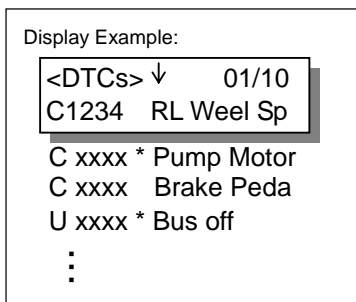 Display Example:
<DTCs> ↓ 01/10
C1234 RL Weel Sp
C xxxx * Pump Motor
C xxxx Brake Peda
U xxxx * Bus off
⋮